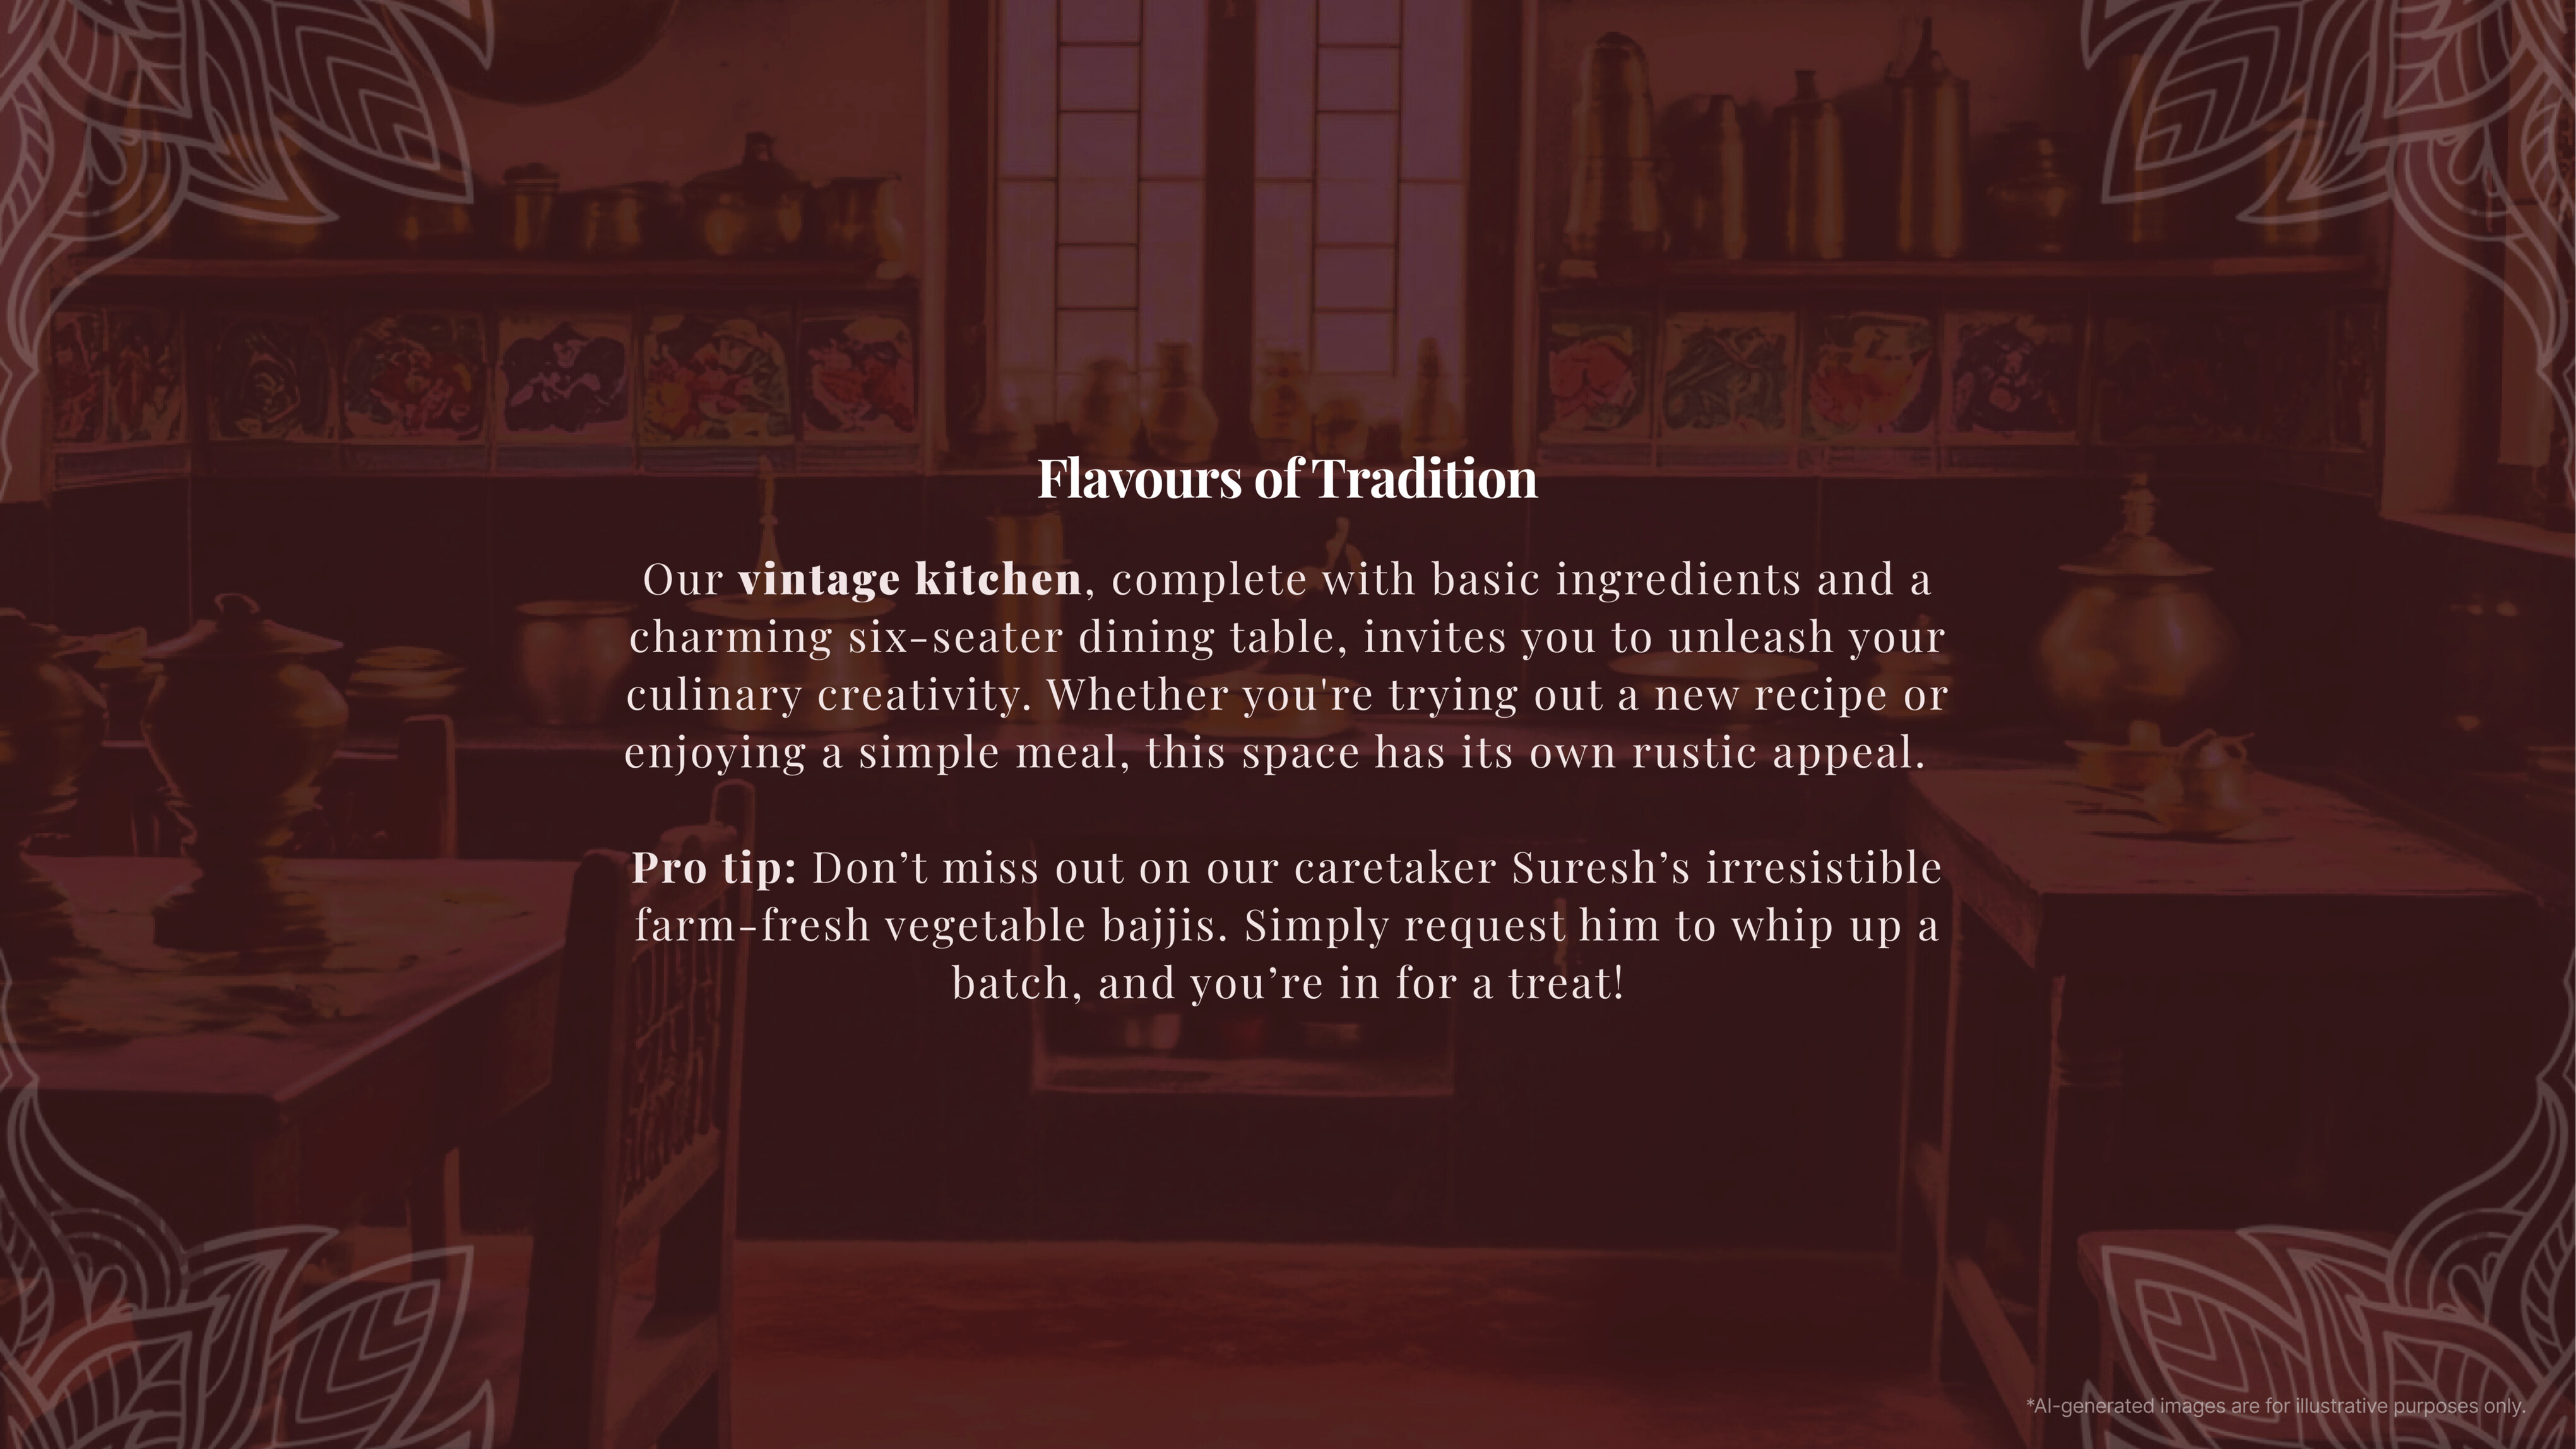 Flavours of Tradition
Our vintage kitchen, complete with basic ingredients and a
charming six-seater dining table, invites you to unleash your
culinary creativity. Whether you're trying out a new recipe or
enjoying a simple meal, this space has its own rustic appeal.
Pro tip: Don’t miss out on our caretaker Suresh’s irresistible
farm-fresh vegetable bajjis. Simply request him to whip up a
batch, and you’re in for a treat!
*AI-generated images are for illustrative purposes only.